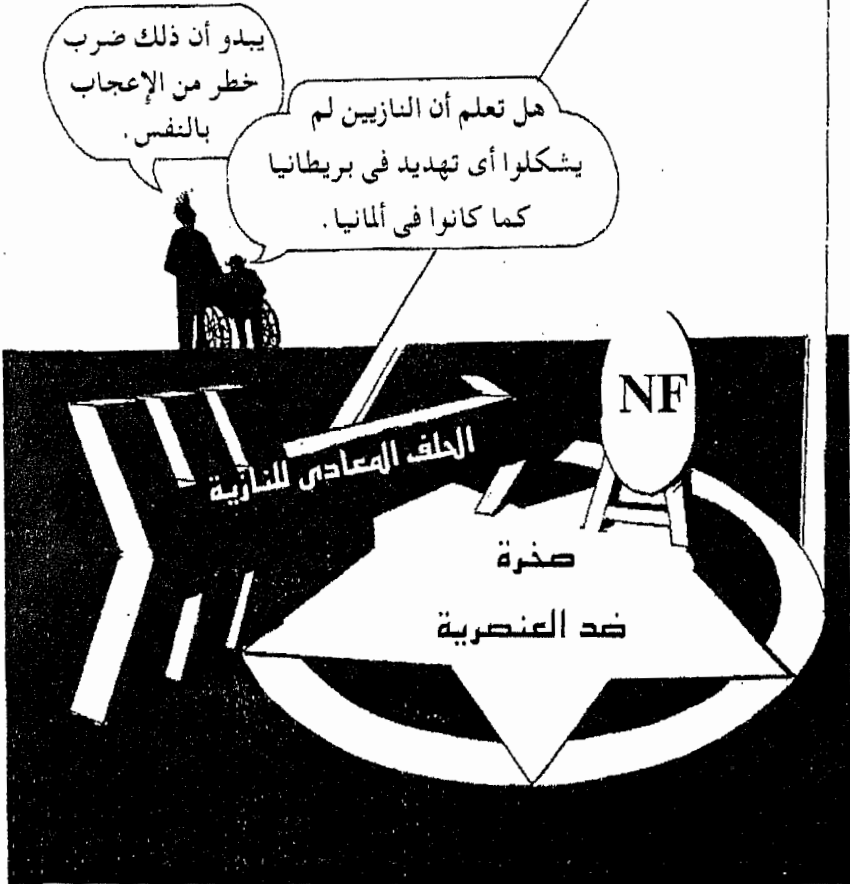 يبدو أن ذلك ضرب
خطر من الإعجاب
بالنفس.
هل تعلم أن النازيين لم
يشكلوا أى تهديد فى بريطانيا
كما كانوا فى ألمانيا.
NF
الحلف المعادى للنازية
صخرة
ضد العنصرية